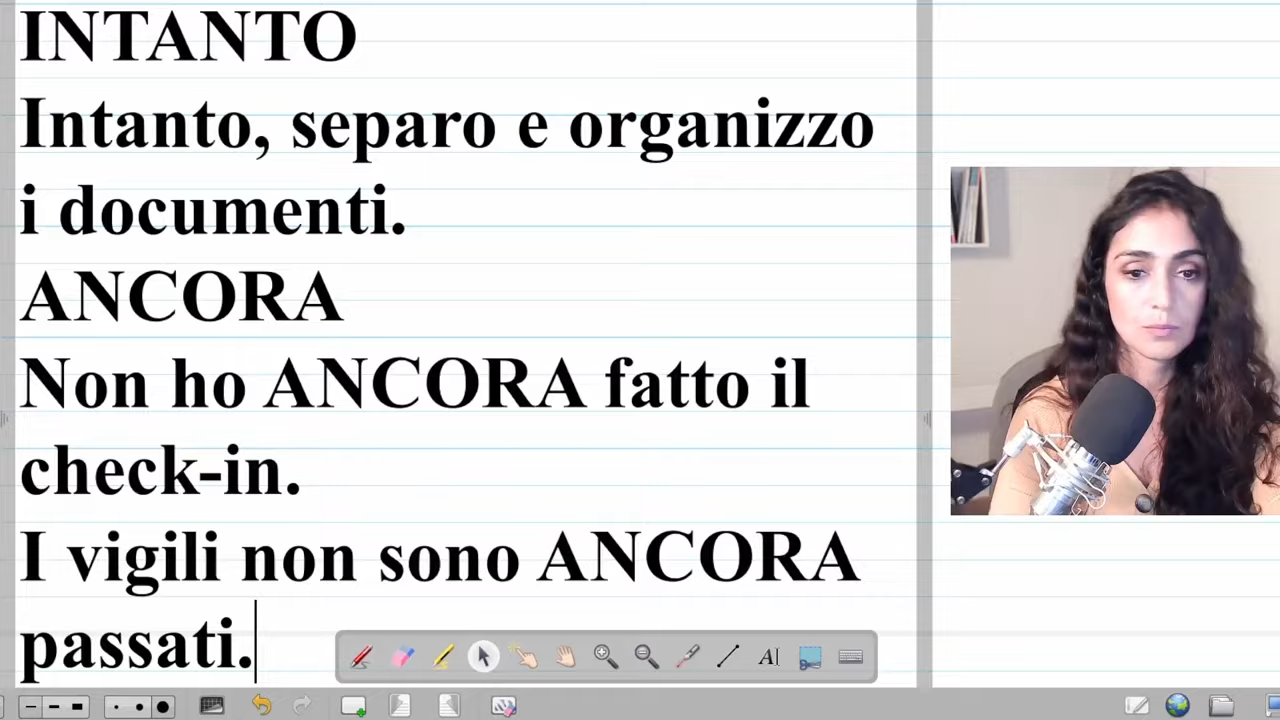 INTANTO
Intanto, separo e organizzo
i documenti.
ANCORA
Non ho ANCORA fatto il
check-in.
I vigili non sono ANCORA
passati.